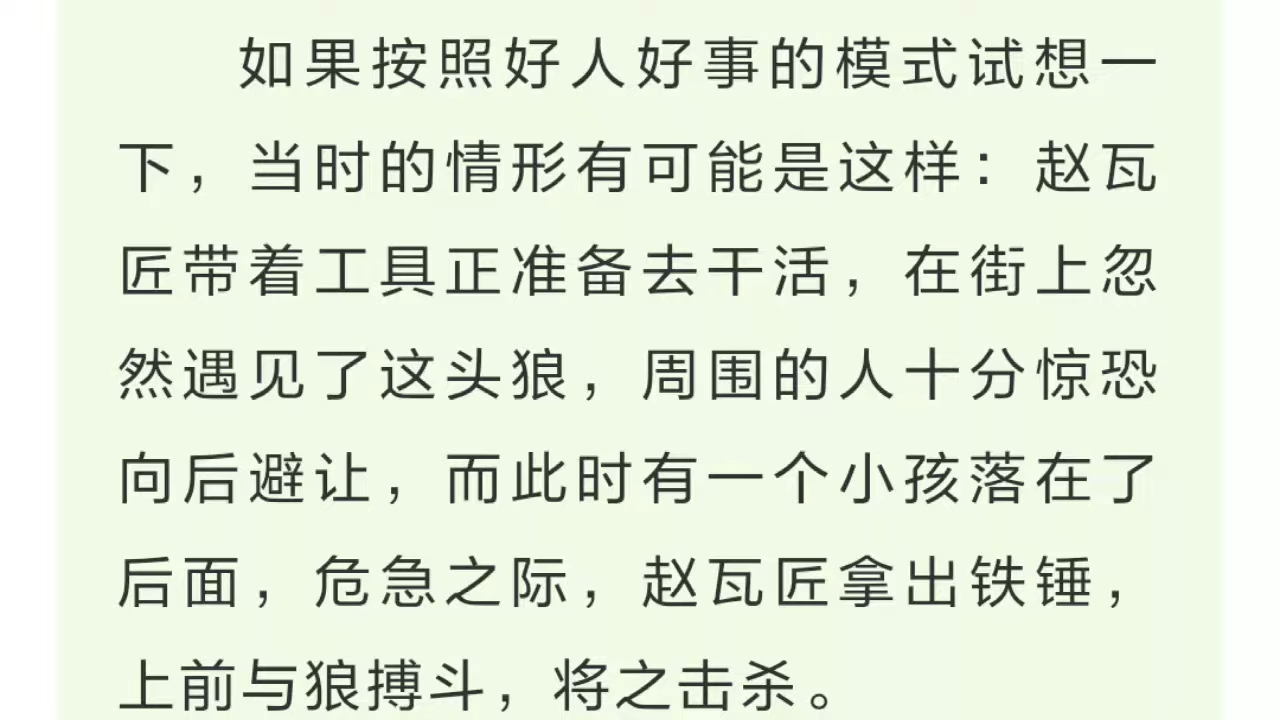 如果按照好人好事的模式试想一
下，当时的情形有可能是这样：赵瓦
匠带着工具正准备去干活，在街上忽
然遇见了这头狼，周围的人十分惊恐
向后避让，而此时有一个小孩落在了
后面，危急之际，赵瓦匠拿出铁锤，
上前与狼搏斗，将之击杀。